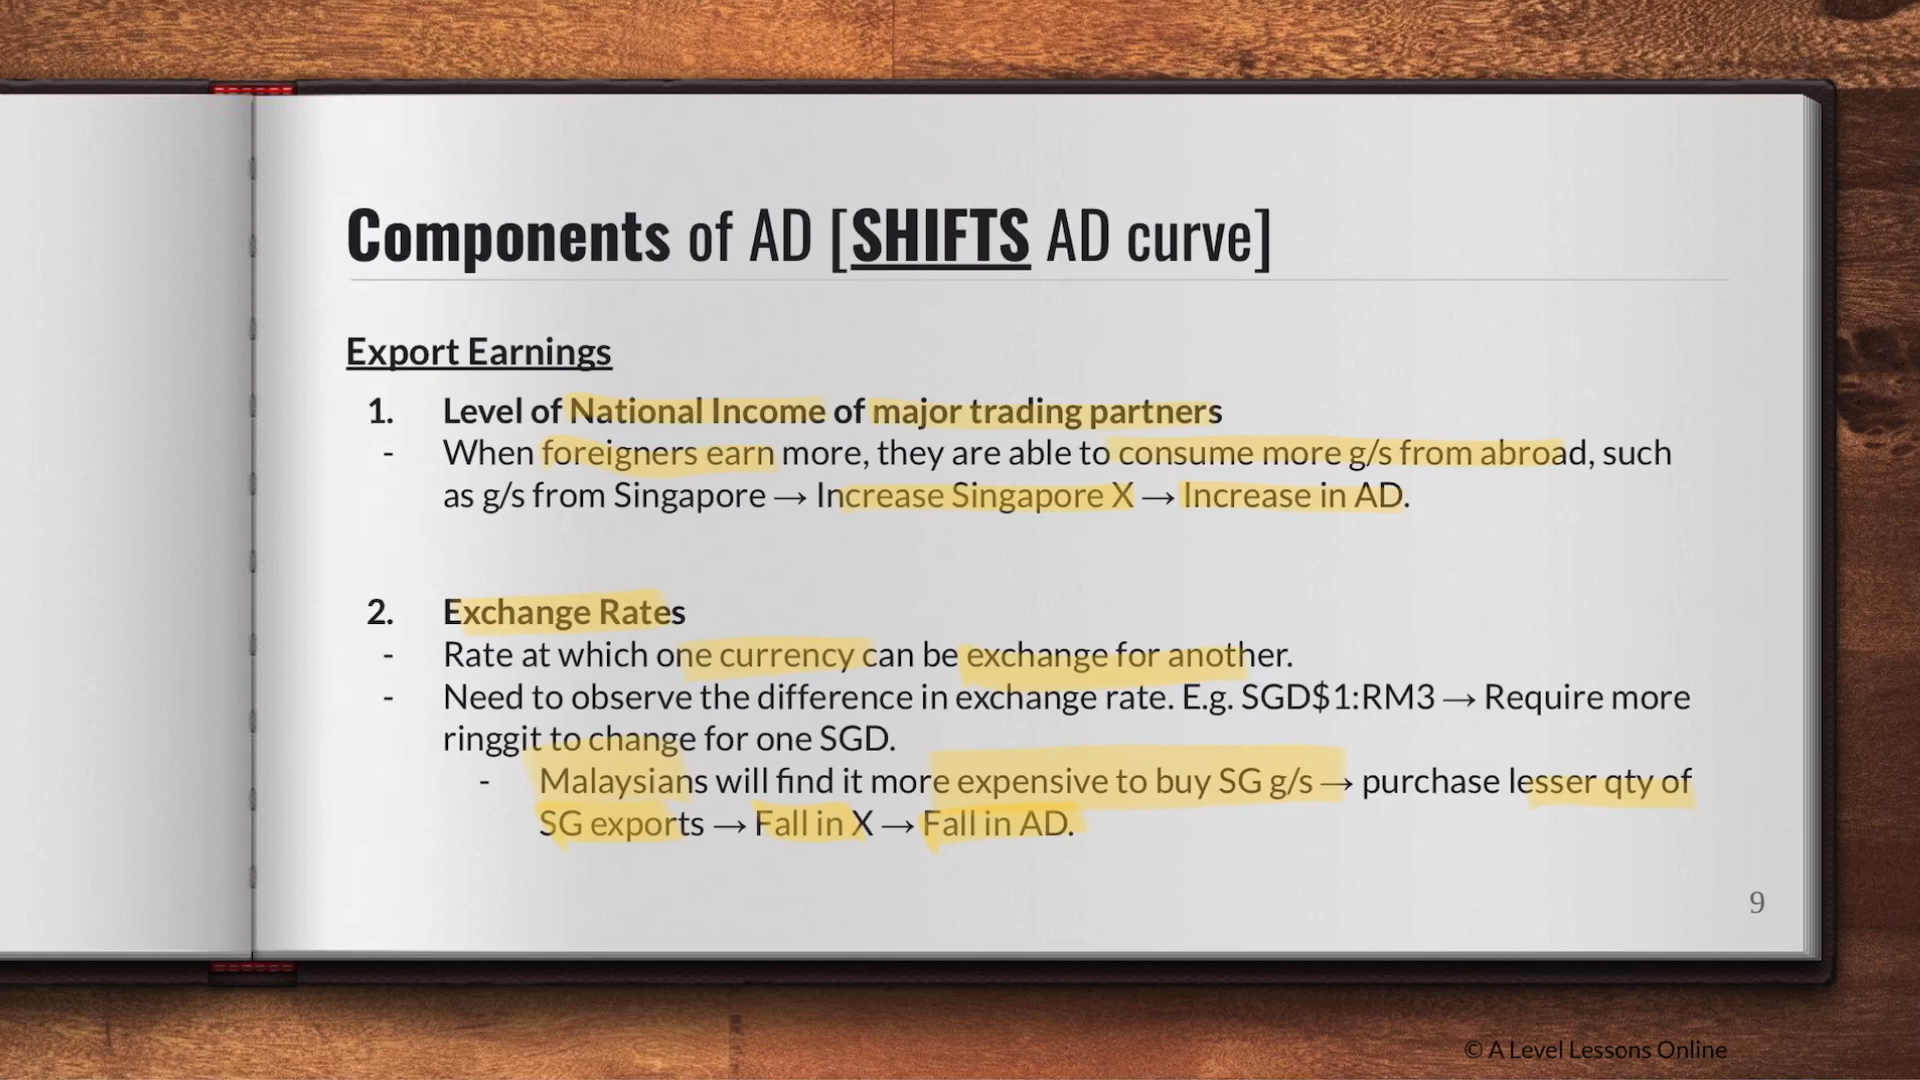 Components of AD [SHIFTS AD curve]
Export Earnings
1. Level of National Income of major trading partners
- When foreigners earn more, they are able to consume more g/s from abroad, such
as g/s from Singapore → Increase Singapore X → Increase in AD.
2. Exchange Rates
- Rate at which one currency can be exchange for another.
- Need to observe the difference in exchange rate. E.g. SGD$1:RM3 → Require more
ringgit to change for one SGD.
- Malaysians will find it more expensive to buy SG g/s → purchase lesser qty of
SG exports → Fall in X → Fall in AD.
9
© A Level Lessons Online